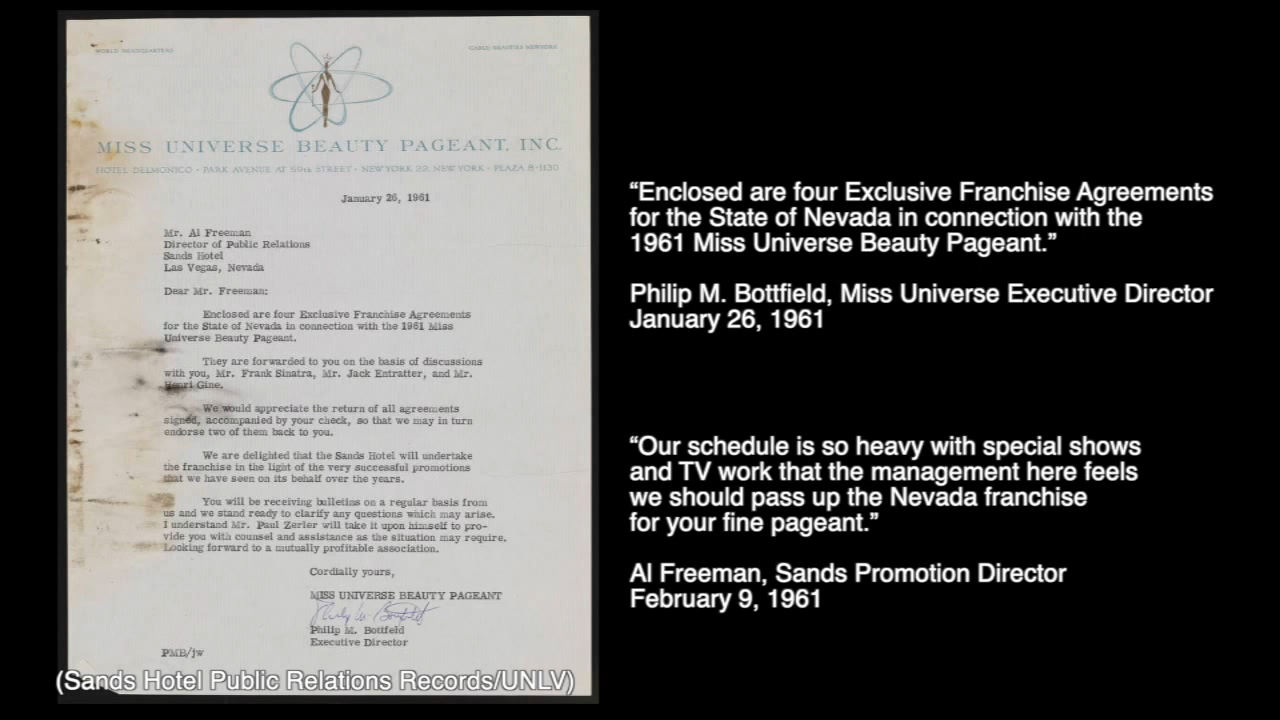 WORLD HEADQUARTERS
CABLE BEAUTIES NEWYORK
MISS UNIVERSE BEAUTY PAGEANT, INC.
HOTEL DELMONICO · PARK AVENUE AT 59th STREET · NEW YORK 22, NEW YORK · PLAZA 8-1130
January 26, 1961
Mr. Al Freeman
Director of Public Relations
Sands Hotel
Las Vegas, Nevada
Dear Mr. Freeman:
Enclosed are four Exclusive Franchise Agreements
for the State of Nevada in connection with the 1961 Miss
Universe Beauty Pageant.
They are forwarded to you on the basis of discussions
with you, Mr. Frank Sinatra, Mr. Jack Entratter, and Mr.
Henri Gine.
We would appreciate the return of all agreements
signed, accompanied by your check, so that we may in turn
endorse two of them back to you.
We are delighted that the Sands Hotel will undertake
the franchise in the light of the very successful promotions
that we have seen on its behalf over the years.
You will be receiving bulletins on a regular basis from
us and we stand ready to clarify any questions which may arise.
I understand Mr. Paul Zerler will take it upon himself to pro-
vide you with counsel and assistance as the situation may require.
Looking forward to a mutually profitable association.
Cordially yours,
MISS UNIVERSE BEAUTY PAGEANT
Philip M. Bottfeld
Executive Director
PMB/jw
(Sands Hotel Public Relations Records/UNLV)
“Enclosed are four Exclusive Franchise Agreements
for the State of Nevada in connection with the
1961 Miss Universe Beauty Pageant.”
Philip M. Bottfield, Miss Universe Executive Director
January 26, 1961
“Our schedule is so heavy with special shows
and TV work that the management here feels
we should pass up the Nevada franchise
for your fine pageant.”
Al Freeman, Sands Promotion Director
February 9, 1961